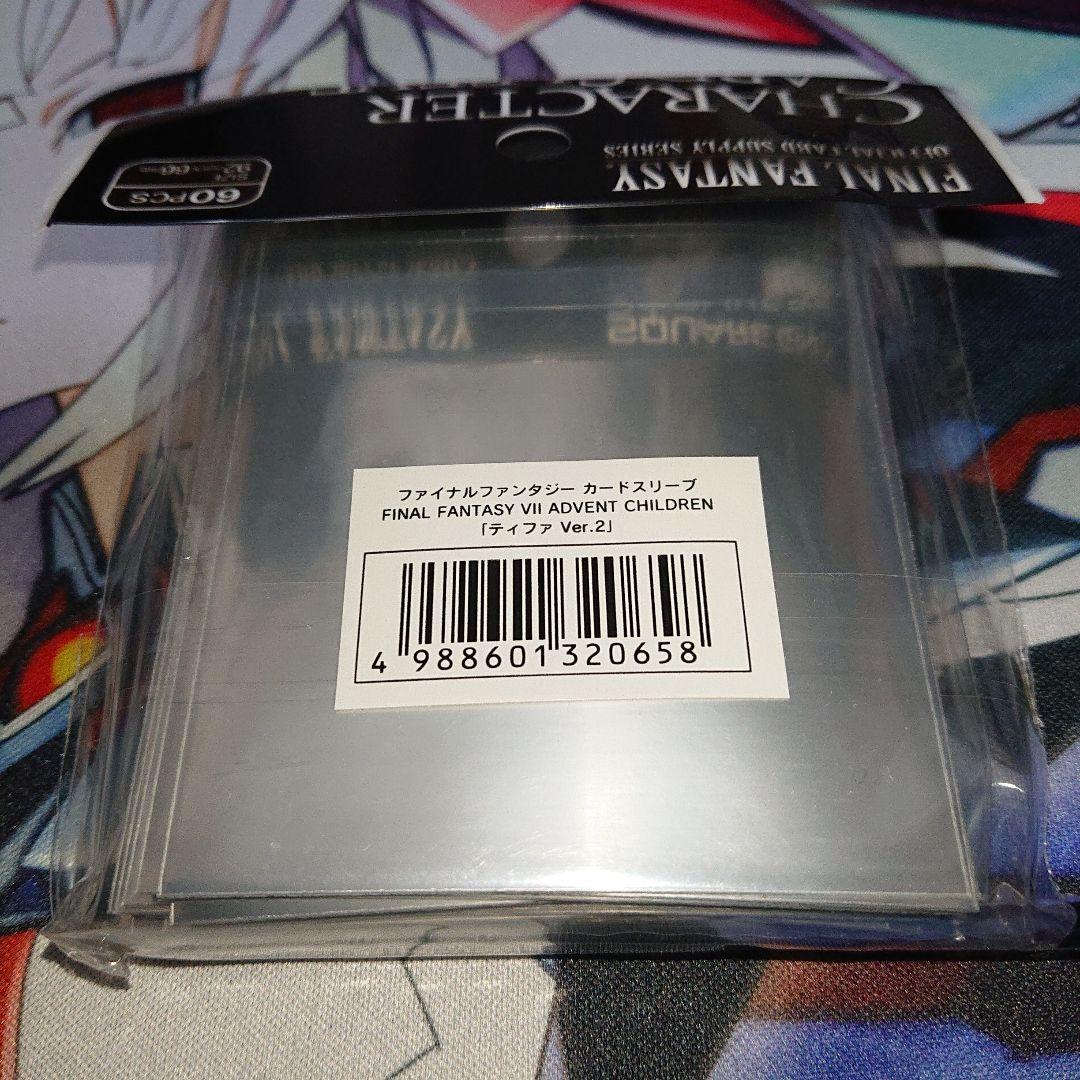 CHARACTER
FINAL FANTASY
OFFICIAL CARD SUPPLY SERIES
60PCS
ファイナルファンタジー カードスリーブ
FINAL FANTASY VII ADVENT CHILDREN
「ティファ Ver.2」
4 988601 320658